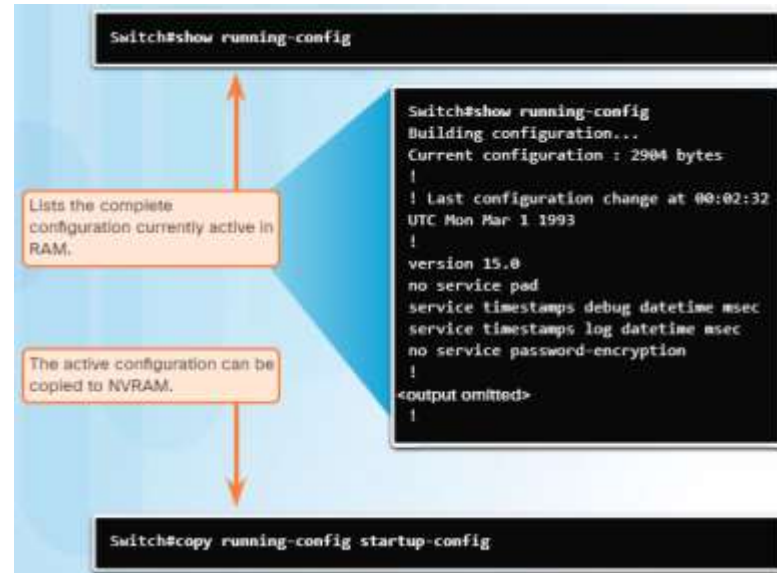 Switch#show running-config
Switch#show running-config
Building configuration...
Current configuration : 2904 bytes
!
! Last configuration change at 00:02:32
UTC Mon Mar 1 1993
!
version 15.0
no service pad
service timestamps debug datetime msec
service timestamps log datetime msec
no service password-encryption
!
<output omitted>
!
Lists the complete
configuration currently active in
RAM.
The active configuration can be
copied to NVRAM.
Switch#copy running-config startup-config